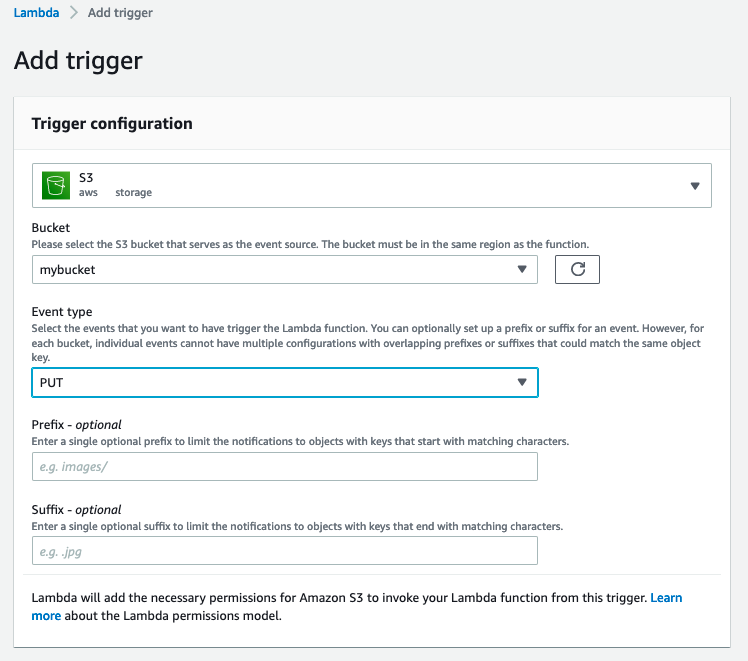 Lambda > Add trigger
Add trigger
Trigger configuration
S3
aws storage
Bucket
Please select the S3 bucket that serves as the event source. The bucket must be in the same region as the function.
mybucket
Event type
Select the events that you want to have trigger the Lambda function. You can optionally set up a prefix or suffix for an event. However, for
each bucket, individual events cannot have multiple configurations with overlapping prefixes or suffixes that could match the same object
key.
PUT
Prefix - optional
Enter a single optional prefix to limit the notifications to objects with keys that start with matching characters.
e.g. images/
Suffix - optional
Enter a single optional suffix to limit the notifications to objects with keys that end with matching characters.
e.g. .jpg
Lambda will add the necessary permissions for Amazon S3 to invoke your Lambda function from this trigger. Learn
more about the Lambda permissions model.